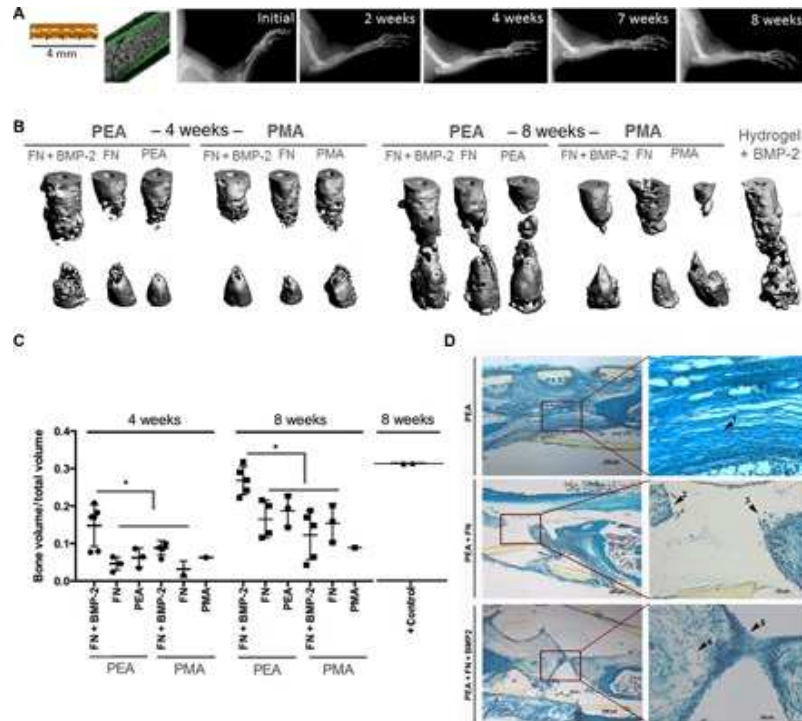 A
4 mm
Initial
2 weeks
4 weeks
7 weeks
8 weeks
B
PEA – 4 weeks – PMA
FN + BMP-2 FN PEA FN + BMP-2 FN PMA
PEA – 8 weeks – PMA
FN + BMP-2 FN PEA FN + BMP-2 FN PMA
Hydrogel
+ BMP-2
C
4 weeks 8 weeks 8 weeks
Bone volume/total volume
0.4
0.3
0.2
0.1
0.0
*
*
FN + BMP-2
FN
PEA
FN + BMP-2
FN
PMA
FN + BMP-2
FN
PEA
FN + BMP-2
FN
PMA
+Control
PEA PMA PEA PMA
D
PEA
PEA + FN
PEA + FN + BMP2